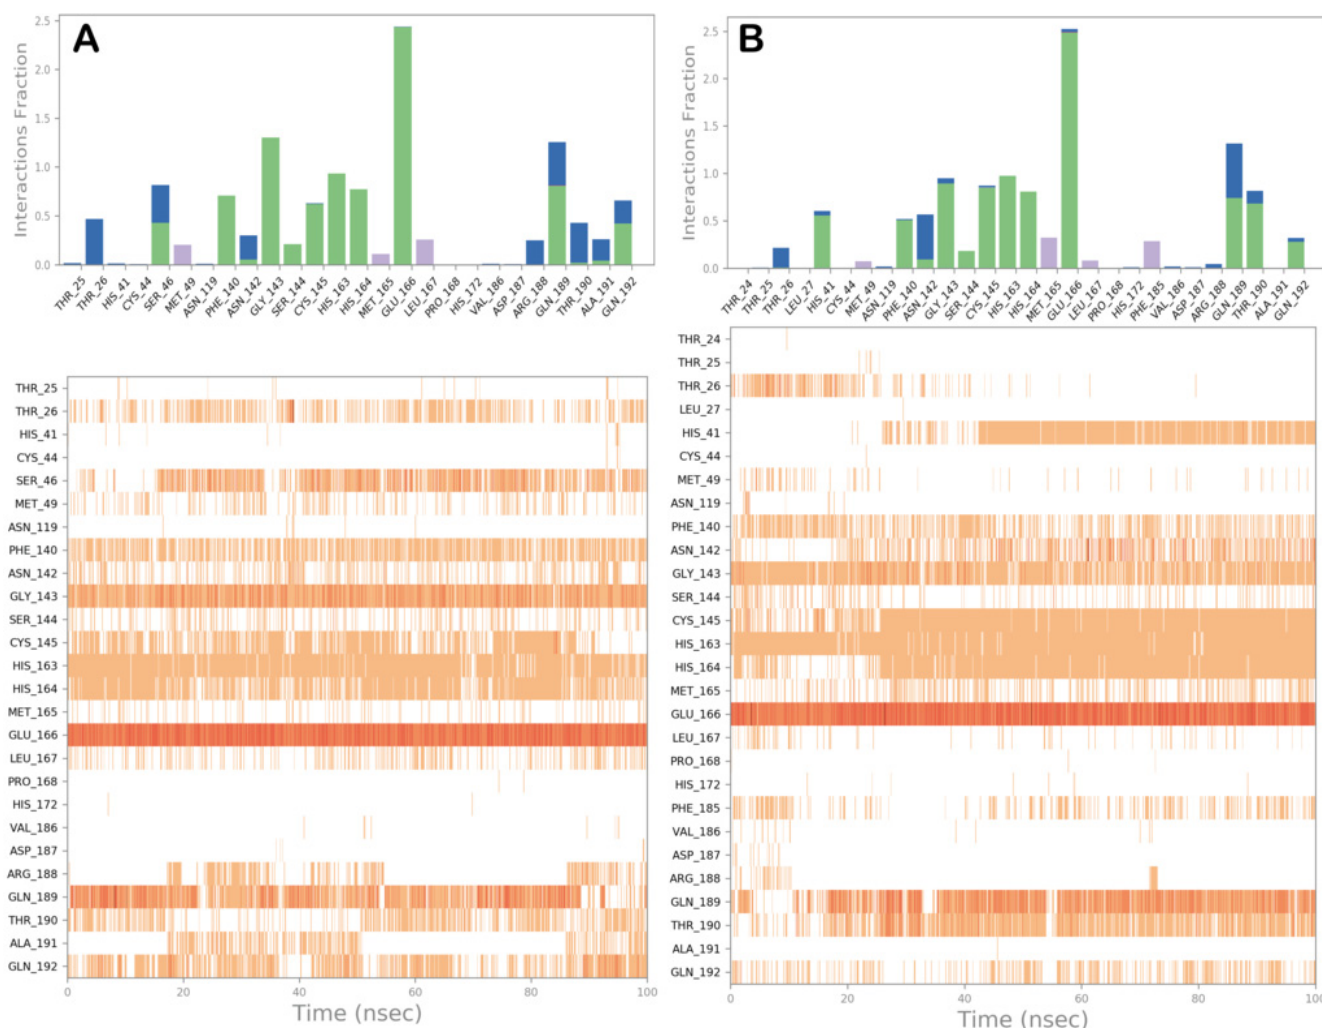 A
Interactions Fraction
2.5
2.0
1.5
1.0
0.5
0.0
THR_25
THR_26
HIS_41
CYS_44
SER_46
MET_49
ASN_119
PHE_140
ASN_142
GLY_143
SER_144
CYS_145
HIS_163
HIS_164
MET_165
GLU_166
LEU_167
PRO_168
HIS_172
VAL_186
ASP_187
ARG_188
GLN_189
THR_190
ALA_191
GLN_192
B
Interactions Fraction
2.5
2.0
1.5
1.0
0.5
0.0
THR_24
THR_25
THR_26
LEU_27
HIS_41
CYS_44
MET_49
ASN_119
PHE_140
ASN_142
GLY_143
SER_144
CYS_145
HIS_163
HIS_164
MET_165
GLU_166
LEU_167
PRO_168
HIS_172
PHE_185
VAL_186
ASP_187
ARG_188
GLN_189
THR_190
ALA_191
GLN_192
THR_25
THR_26
HIS_41
CYS_44
SER_46
MET_49
ASN_119
PHE_140
ASN_142
GLY_143
SER_144
CYS_145
HIS_163
HIS_164
MET_165
GLU_166
LEU_167
PRO_168
HIS_172
VAL_186
ASP_187
ARG_188
GLN_189
THR_190
ALA_191
GLN_192
0 20 40 60 80 100
Time (nsec)
THR_24
THR_25
THR_26
LEU_27
HIS_41
CYS_44
MET_49
ASN_119
PHE_140
ASN_142
GLY_143
SER_144
CYS_145
HIS_163
HIS_164
MET_165
GLU_166
LEU_167
PRO_168
HIS_172
PHE_185
VAL_186
ASP_187
ARG_188
GLN_189
THR_190
ALA_191
GLN_192
0 20 40 60 80 100
Time (nsec)